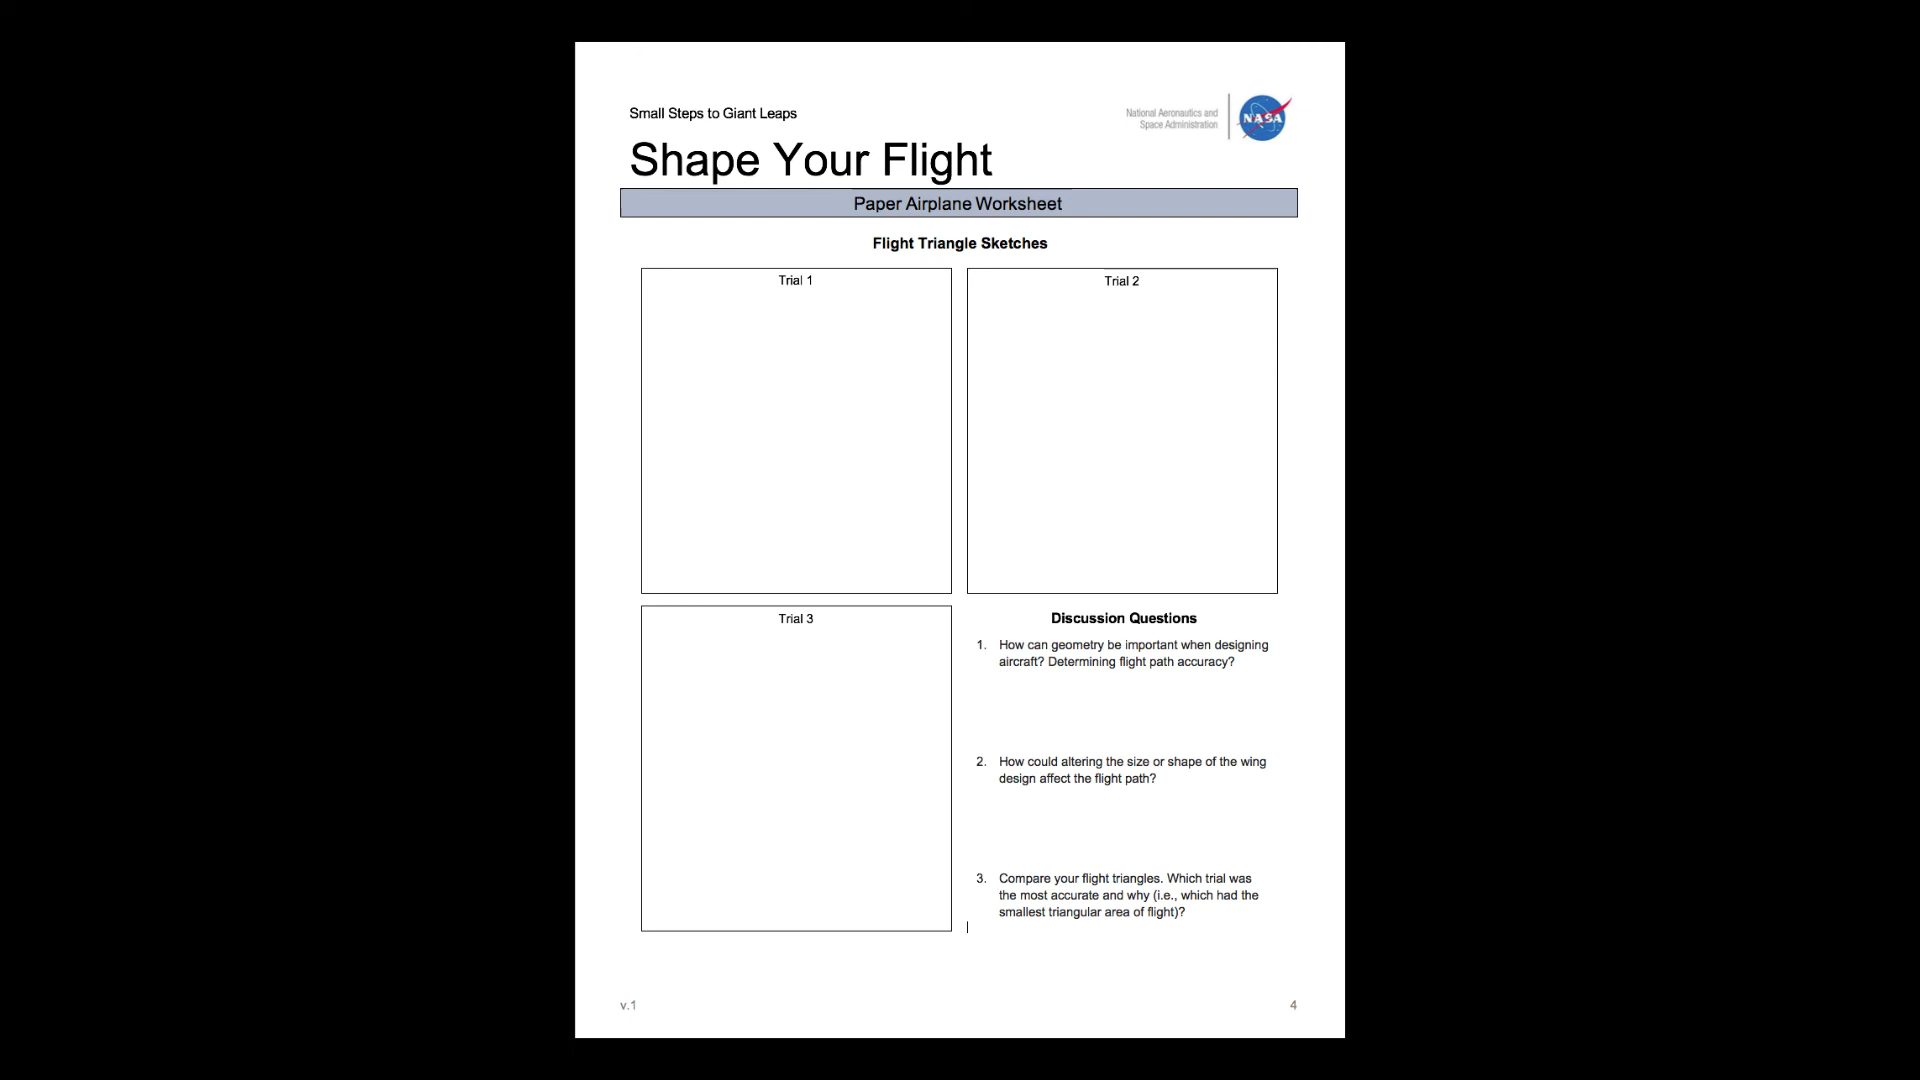 Small Steps to Giant Leaps
National Aeronautics and
Space Administration
NASA
Shape Your Flight
Paper Airplane Worksheet
Flight Triangle Sketches
Trial 1
Trial 2
Trial 3
Discussion Questions
1. How can geometry be important when designing
aircraft? Determining flight path accuracy?
2. How could altering the size or shape of the wing
design affect the flight path?
3. Compare your flight triangles. Which trial was
the most accurate and why (i.e., which had the
smallest triangular area of flight)?
v.1
4